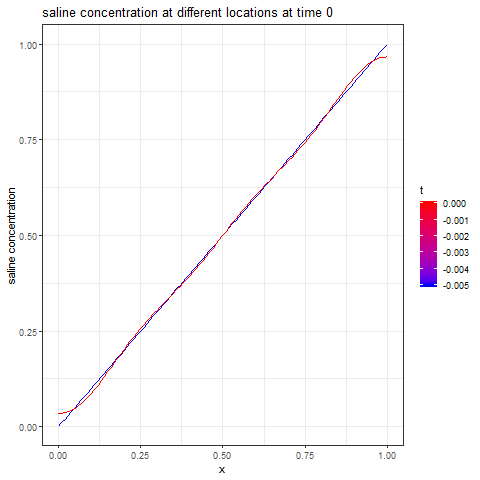 saline concentration at different locations at time 0
1.00
0.75
0.50
0.25
0.00
saline concentration
0.00 0.25 0.50 0.75 1.00
x
t
0.000
-0.001
-0.002
-0.003
-0.004
-0.005